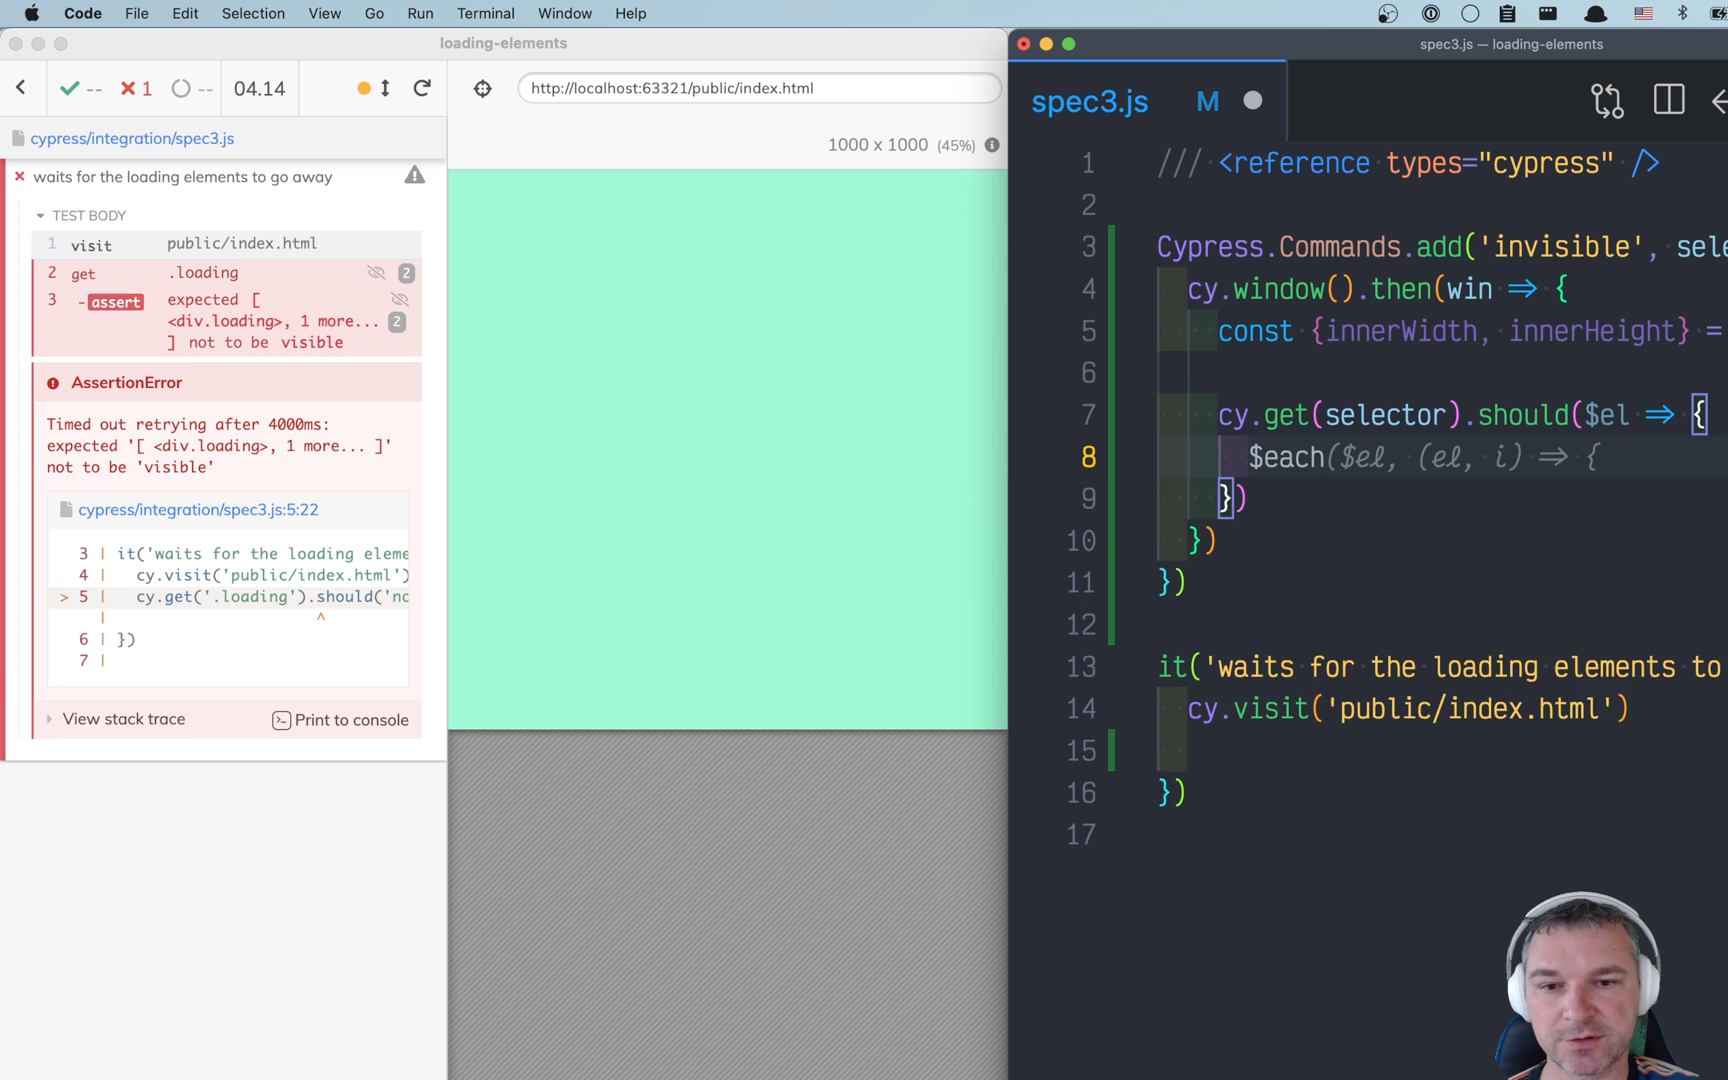 Code File Edit Selection View Go Run Terminal Window Help
loading-elements
-- 1 -- 04.14
http://localhost:63321/public/index.html
cypress/integration/spec3.js
1000 x 1000 (45%)
waits for the loading elements to go away
TEST BODY
1 visit public/index.html
2 get .loading 2
3 -assert expected [
<div.loading>, 1 more... 2
] not to be visible
AssertionError
Timed out retrying after 4000ms:
expected '[ <div.loading>, 1 more... ]'
not to be 'visible'
cypress/integration/spec3.js:5:22
3 | it('waits for the loading eleme
4 | cy.visit('public/index.html')
> 5 | cy.get('.loading').should('no
| ^
6 | })
7 |
View stack trace
Print to console
spec3.js — loading-elements
spec3.js M
1 /// <reference types="cypress" />
2
3 Cypress.Commands.add('invisible', sele
4 cy.window().then(win => {
5 const {innerWidth, innerHeight} =
6
7 cy.get(selector).should($el => {
8 $each($el, (el, i) => {
9 })
10 })
11 })
12
13 it('waits for the loading elements to
14 cy.visit('public/index.html')
15
16 })
17